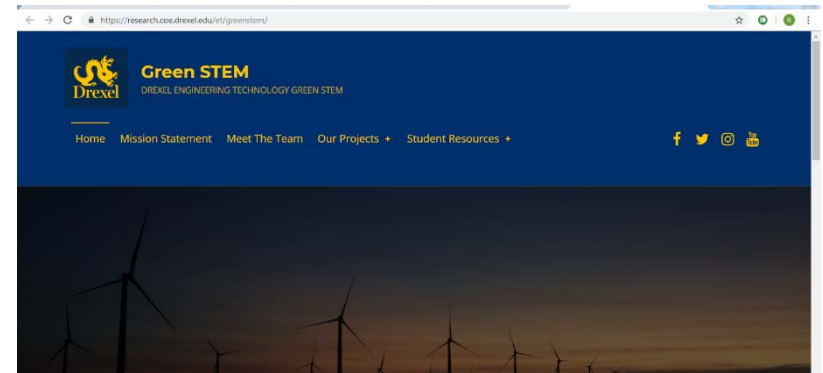 https://research.coe.drexel.edu/et/greenstem/
Drexel
Green STEM
DREXEL ENGINEERING TECHNOLOGY GREEN STEM
Home Mission Statement Meet The Team Our Projects + Student Resources +
You Tube